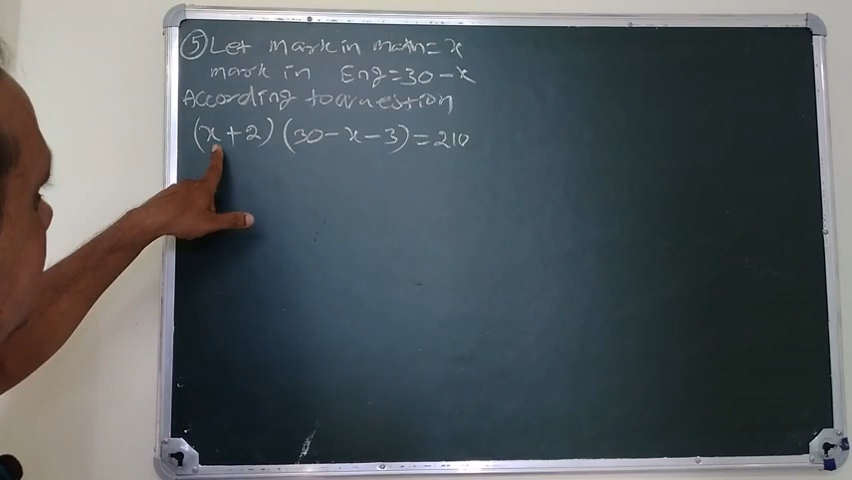 ⑤ Let mark in math = x
mark in Eng = 30 - x
According to question
(x + 2) (30 - x - 3) = 210